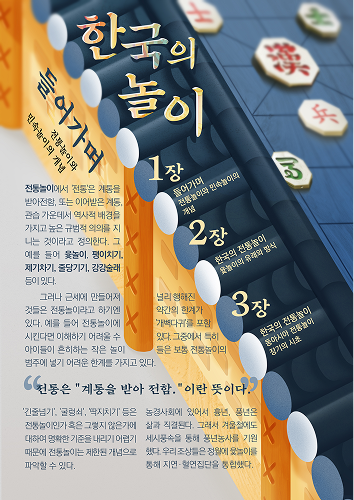 한국의
놀이
들어가며
전통놀이와
민속놀이의 개념
1장
들어가며
전통놀이와 민속놀이의
개념
2장
한국의 전통놀이
윷놀이의 유래와 양식
3장
한국의 전통놀이
동아시아 전통놀이
장기의 시초
전통놀이에서 '전통'은 계통을
받아전함, 또는 이어받은 계통,
관습 가운데서 역사적 배경을
가지고 높은 규범적 의의를 지
니는 것이라고 정의한다. 그
예를 들어 윷놀이, 팽이치기,
제기차기, 줄당기기, 강강술래
등이 있다.
그러나 근세에 만들어져
것들은 전통놀이라고 하기엔
있다. 예를 들어 전통놀이에
시킨다면 이해하기 어려울 수
아이들이 흔히하는 작은 놀이
범주에 넣기 어려운 한계를 가지고 있다.
널리 행해진
약간의 한계가
'가백다귀'를 포함
있다. 그중에서 특히
들은 보통 전통놀이의
“전통은 "계통을 받아 전함."이란 뜻이다.”
'긴줄넘기', '굴렁쇠', '딱지치기' 등은
전통놀이인가 혹은 그렇지 않은가에
대하여 명확한 기준을 내리기 어렵기
때문에 전통놀이는 제한된 개념으로
파악할 수 있다.
농경사회에 있어서 흉년, 풍년은
삶과 직결된다. 그래서 겨울철에도
세시풍속을 통해 풍년농사를 기원
했다. 우리 조상들은 정월에 윷놀이를
통해 지연·혈연집단을 통합했다.
士
士
漢
兵